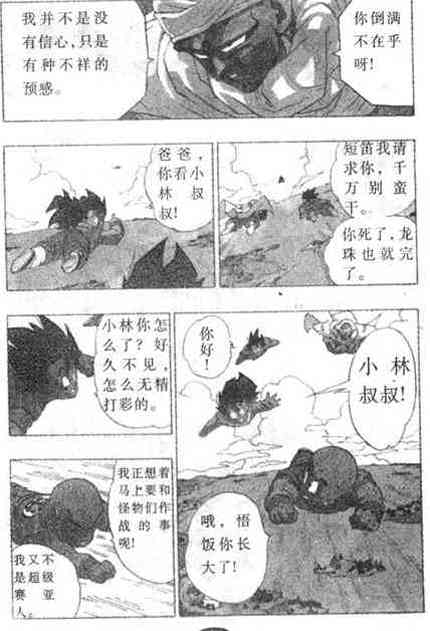 你倒满
不在乎
呀!
我并不是没
有信心,只是
有种不祥的
预感。
短笛我请
求你,千
万别蛮
干。
你死了,龙
珠也就完
了。
爸爸,
你看小
林叔
叔!
小林
叔叔!
你
好!
哦,悟
饭你长
大了!
小林你怎
么了?好
久不见,
怎么无精
打彩的。
我正想着
马上要和
怪物们作
战的事
呢!
我又不
是超级
赛亚
人。